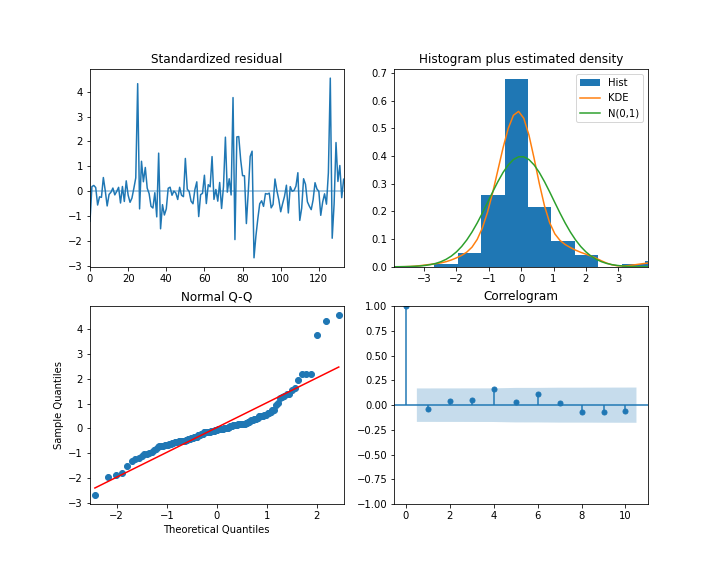 Standardized residual
4
3
2
1
0
−1
−2
−3
0 20 40 60 80 100 120
Histogram plus estimated density
0.7
0.6
0.5
0.4
0.3
0.2
0.1
0.0
−3 −2 −1 0 1 2 3
Hist
KDE
N(0,1)
Normal Q-Q
Sample Quantiles
4
3
2
1
0
−1
−2
−3
−2 −1 0 1 2
Theoretical Quantiles
Correlogram
1.00
0.75
0.50
0.25
0.00
−0.25
−0.50
−0.75
−1.00
0 2 4 6 8 10